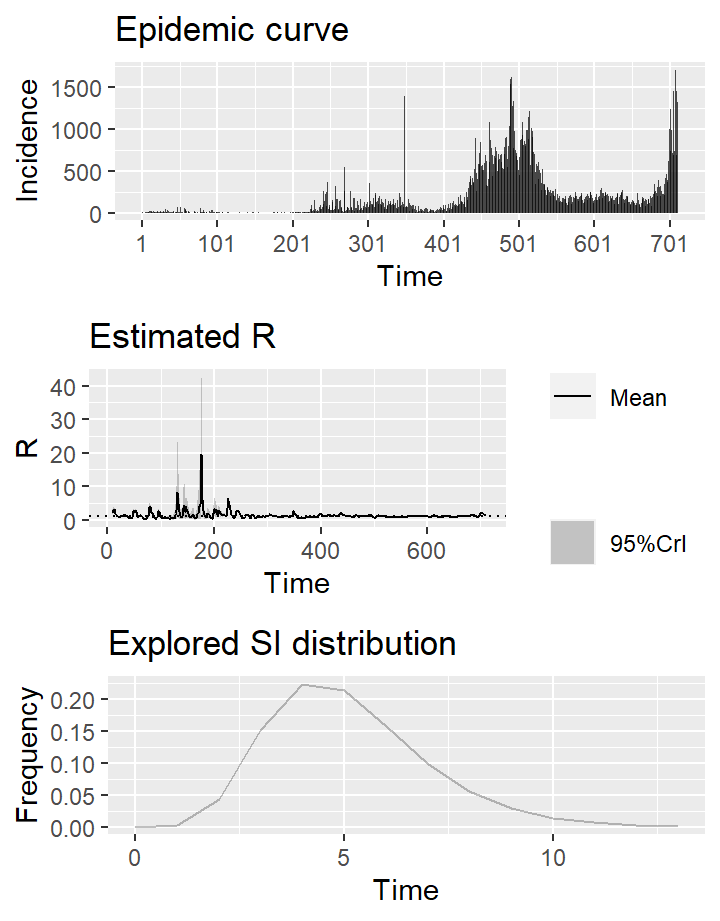 Epidemic curve
Incidence
1500
1000
500
0
1 101 201 301 401 501 601 701
Time
Estimated R
R
40
30
20
10
0
0 200 400 600
Time
Mean
95%CrI
Explored SI distribution
Frequency
0.20
0.15
0.10
0.05
0.00
0 5 10
Time